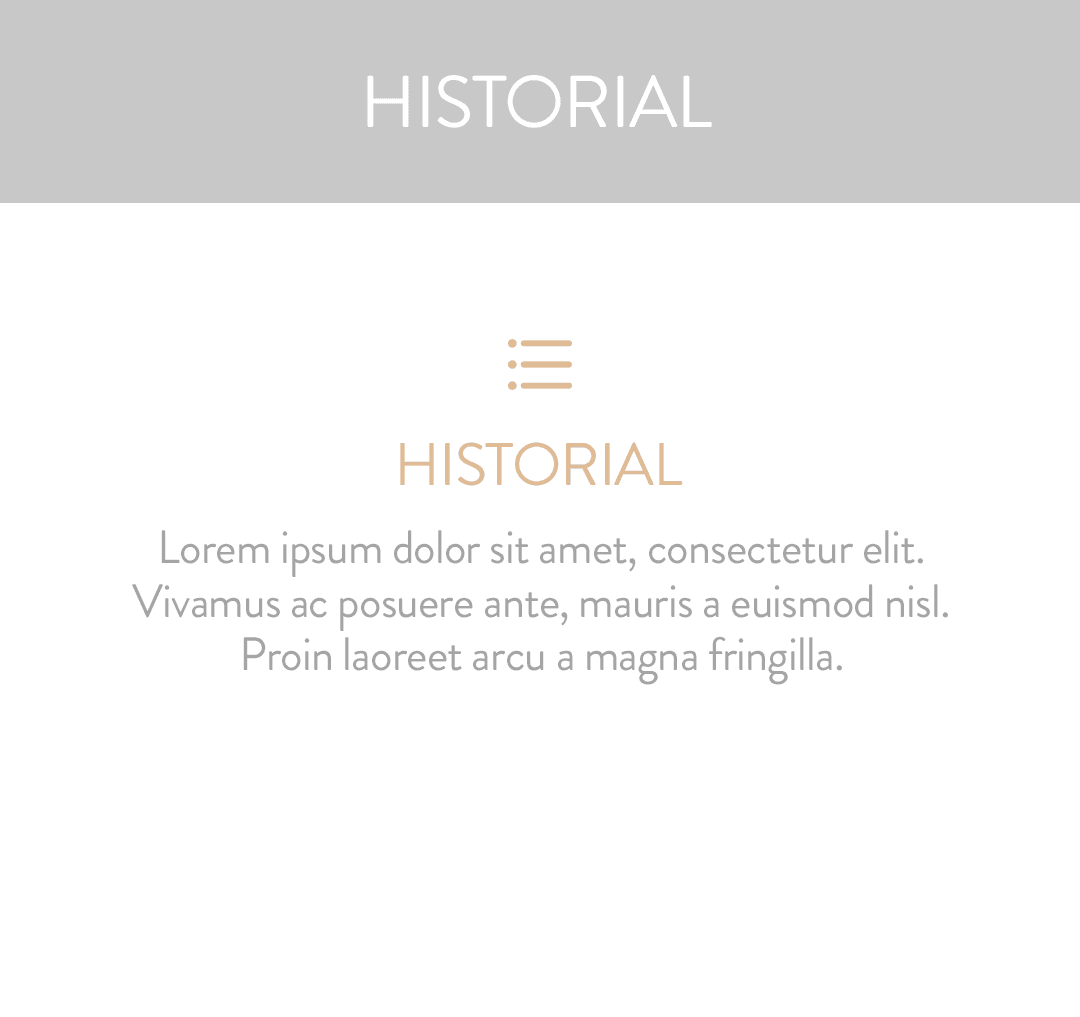 HISTORIAL
HISTORIAL
Lorem ipsum dolor sit amet, consectetur elit.
Vivamus ac posuere ante, mauris a euismod nisl.
Proin laoreet arcu a magna fringilla.